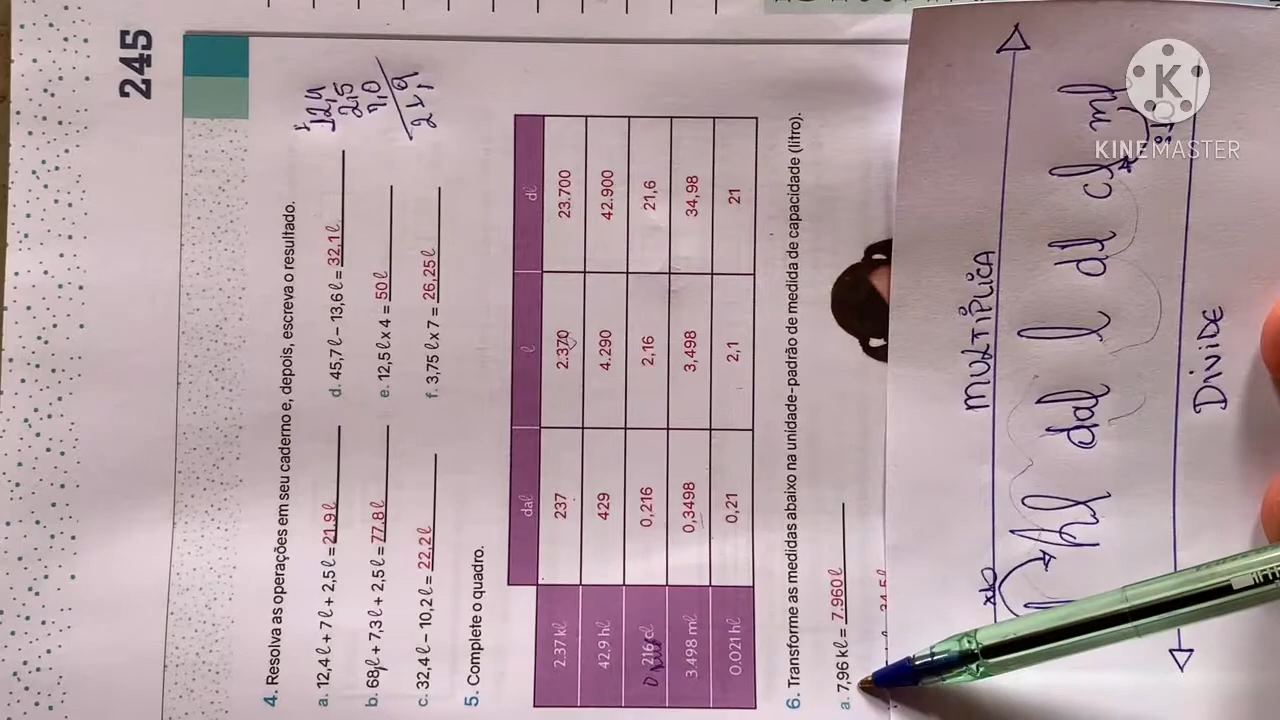 245
4. Resolva as operações em seu caderno e, depois, escreva o resultado.
a. 12,4 ℓ + 7 ℓ + 2,5 ℓ = 21,9 ℓ
b. 68 ℓ + 7,3 ℓ + 2,5 ℓ = 77,8 ℓ
c. 32,4 ℓ – 10,2 ℓ = 22,2 ℓ
d. 45,7 ℓ – 13,6 ℓ = 32,1 ℓ
e. 12,5 ℓ x 4 = 50 ℓ
f. 3,75 ℓ x 7 = 26,25 ℓ
12,4
2,5
7,0
21,9
5. Complete o quadro.
daℓ ℓ dℓ
2.37 kℓ 237 2.370 23.700
42,9 hℓ 429 4.290 42.900
216 cℓ 0,216 2,16 21,6
3.498 mℓ 0,3498 3,498 34,98
0.021 hℓ 0,21 2,1 21
6. Transforme as medidas abaixo na unidade-padrão de medida de capacidade (litro).
a. 7,96 kℓ = 7.960 ℓ
MULTIPLICA
x10
hl dal l dl cl ml
DIVIDE
K
KINEMASTER